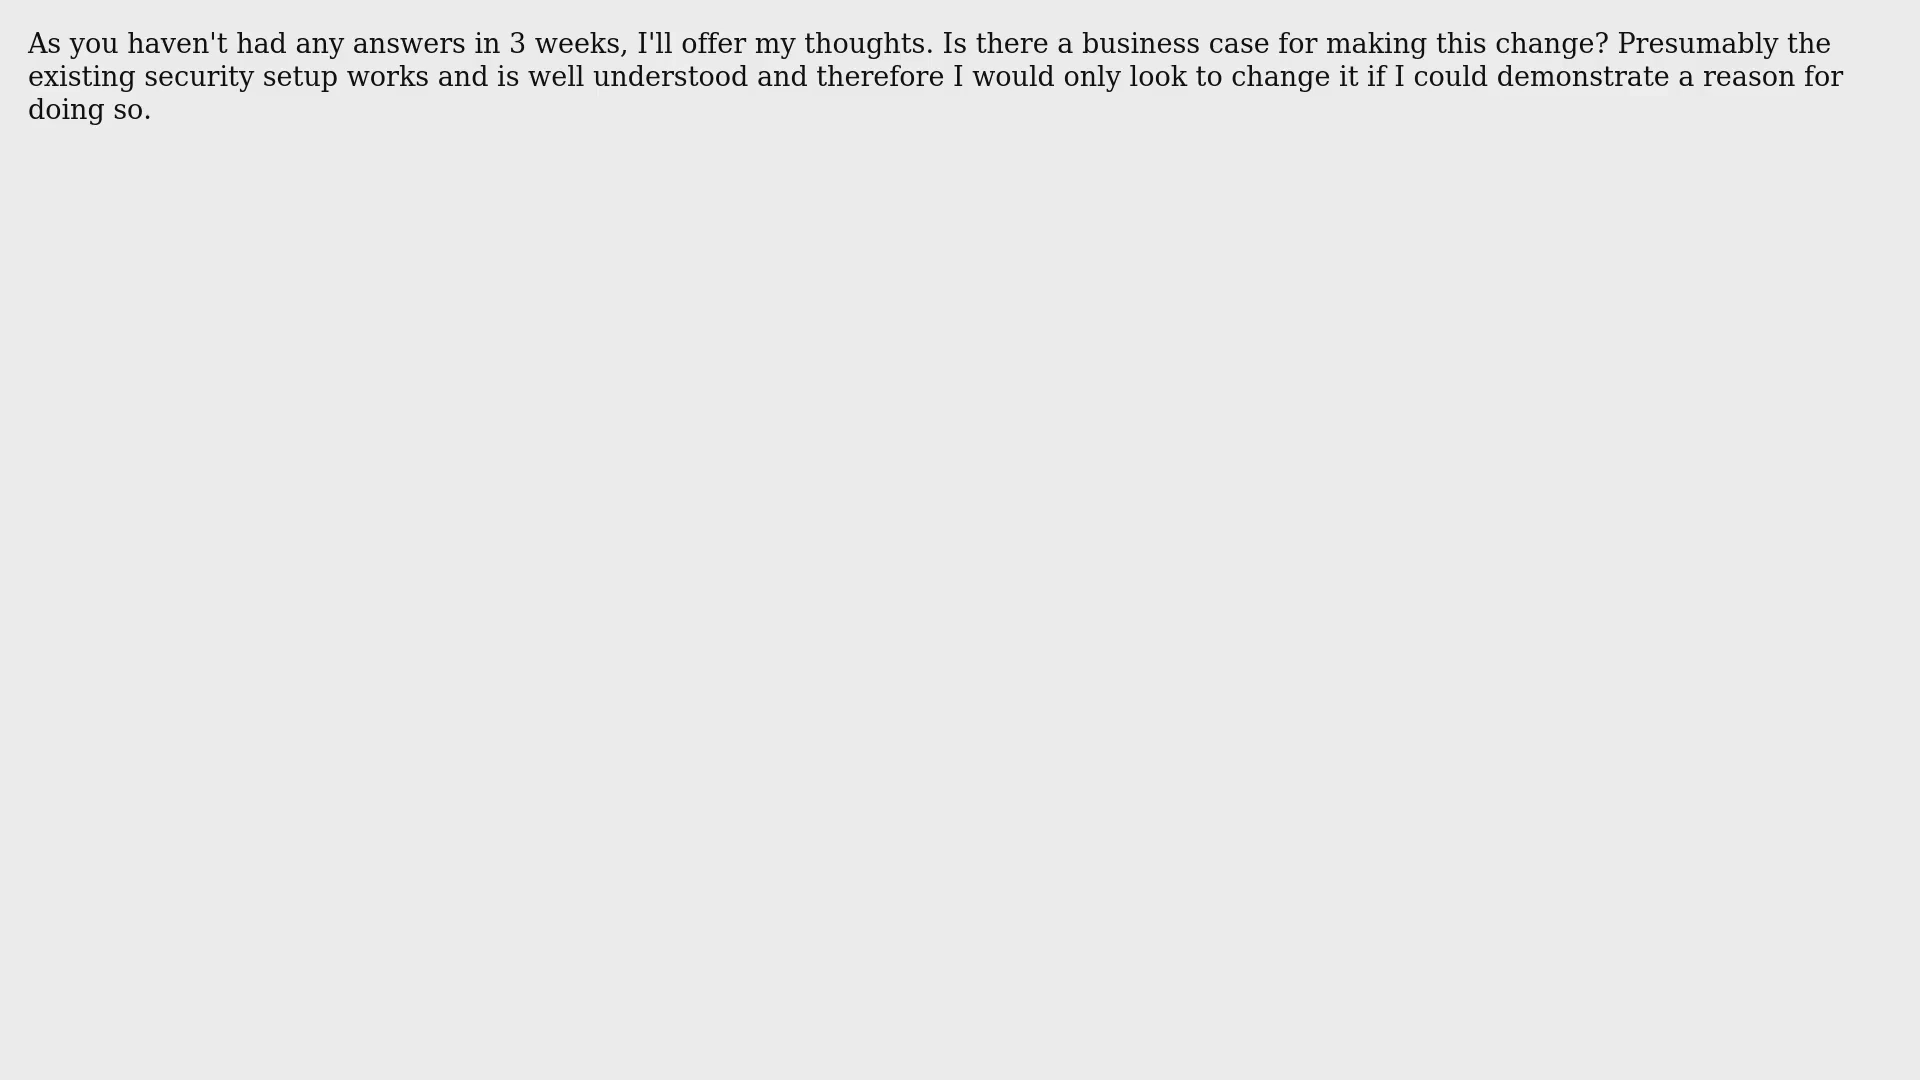 As you haven't had any answers in 3 weeks, I'll offer my thoughts. Is there a business case for making this change? Presumably the
existing security setup works and is well understood and therefore I would only look to change it if I could demonstrate a reason for
doing so.